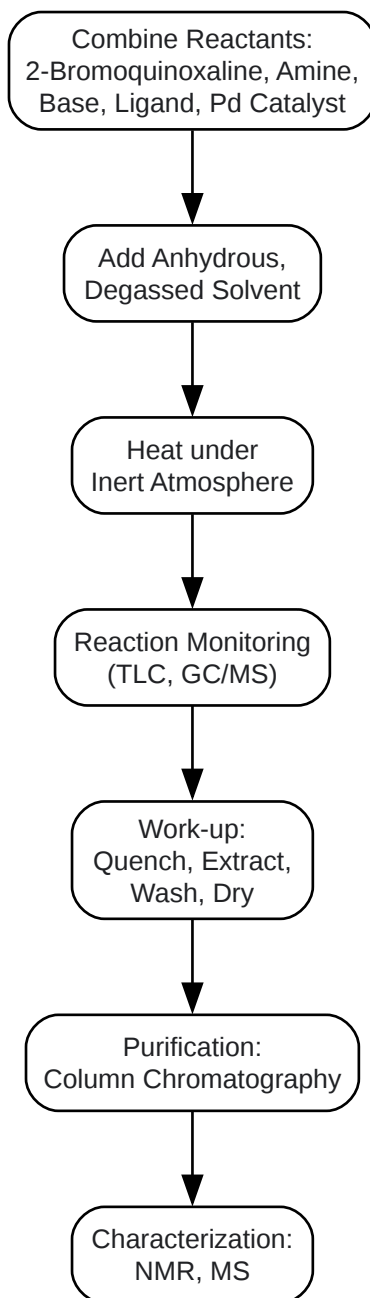 Combine Reactants:
2-Bromoquinoxaline, Amine,
Base, Ligand, Pd Catalyst
Add Anhydrous,
Degassed Solvent
Heat under
Inert Atmosphere
Reaction Monitoring
(TLC, GC/MS)
Work-up:
Quench, Extract,
Wash, Dry
Purification:
Column Chromatography
Characterization:
NMR, MS